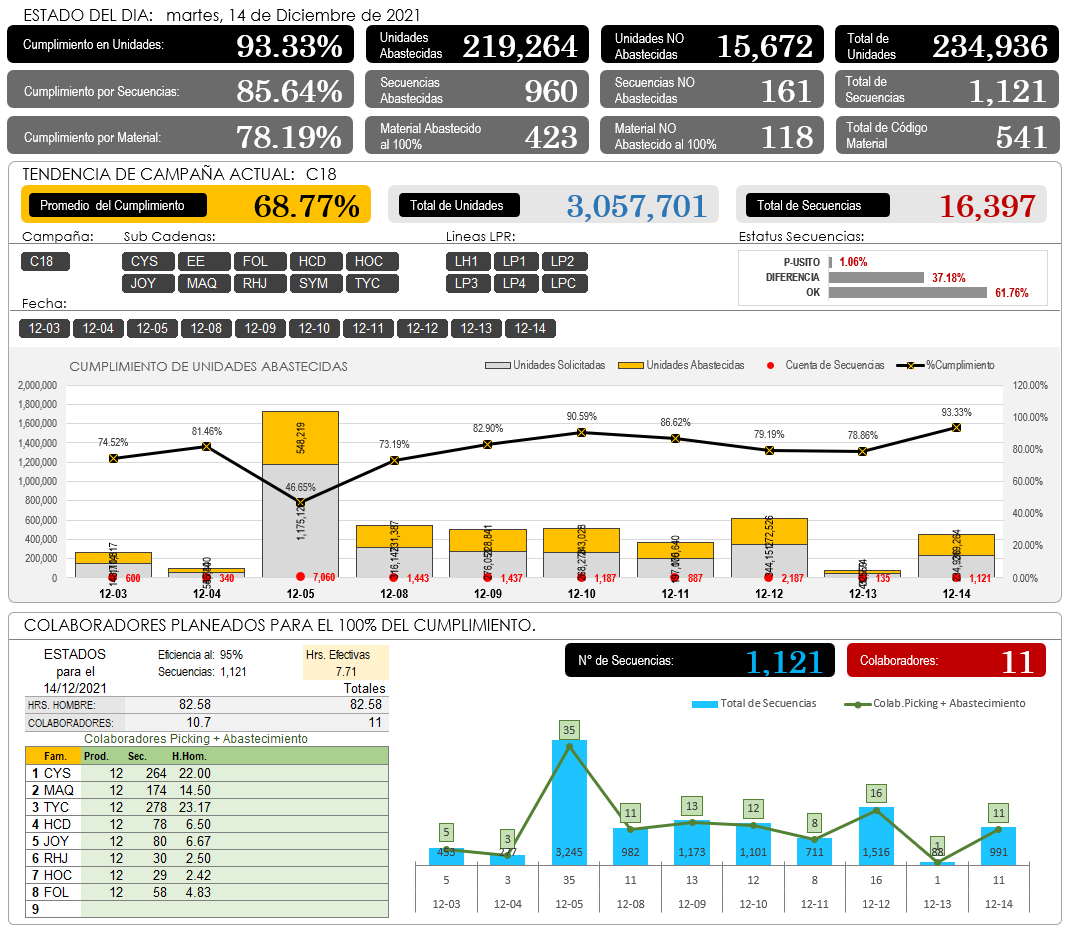 ESTADO DEL DIA: martes, 14 de Diciembre de 2021
Cumplimiento en Unidades: 93.33%
Unidades Abastecidas 219,264
Unidades NO Abastecidas 15,672
Total de Unidades 234,936
Cumplimiento por Secuencias: 85.64%
Secuencias Abastecidas 960
Secuencias NO Abastecidas 161
Total de Secuencias 1,121
Cumplimiento por Material: 78.19%
Material Abastecido al 100% 423
Material NO Abastecido al 100% 118
Total de Código Material 541
TENDENCIA DE CAMPAÑA ACTUAL: C18
Promedio del Cumplimiento 68.77%
Total de Unidades 3,057,701
Total de Secuencias 16,397
Campaña: Sub Cadenas: Lineas LPR: Estatus Secuencias:
C18 CYS EE FOL HCD HOC LH1 LP1 LP2
JOY MAQ RHJ SYM TYC LP3 LP4 LPC
P-USITO 1.06%
DIFERENCIA 37.18%
OK 61.76%
Fecha:
12-03 12-04 12-05 12-08 12-09 12-10 12-11 12-12 12-13 12-14
CUMPLIMIENTO DE UNIDADES ABASTECIDAS
Unidades Solicitadas Unidades Abastecidas Cuenta de Secuencias %Cumplimiento
2,000,000
1,800,000
1,600,000
1,400,000
1,200,000
1,000,000
800,000
600,000
400,000
200,000
0
120.00%
100.00%
80.00%
60.00%
40.00%
20.00%
0.00%
74.52% 81.46% 46.65% 73.19% 82.90% 90.59% 86.62% 79.19% 78.86% 93.33%
548,219
600 340 7,060 1,443 1,437 1,187 887 2,187 135 1,121
12-03 12-04 12-05 12-08 12-09 12-10 12-11 12-12 12-13 12-14
COLABORADORES PLANEADOS PARA EL 100% DEL CUMPLIMIENTO.
ESTADOS
para el
14/12/2021
Eficiencia al: 95%
Secuencias: 1,121
Hrs. Efectivas
7.71
Totales
HRS. HOMBRE: 82.58 82.58
COLABORADORES: 10.7 11
Colaboradores Picking + Abastecimiento
Fam. Prod. Sec. H.Hom.
1 CYS 12 264 22.00
2 MAQ 12 174 14.50
3 TYC 12 278 23.17
4 HCD 12 78 6.50
5 JOY 12 80 6.67
6 RHJ 12 30 2.50
7 HOC 12 29 2.42
8 FOL 12 58 4.83
9
N° de Secuencias: 1,121
Colaboradores: 11
Total de Secuencias Colab.Picking + Abastecimiento
5 3 35 11 13 12 8 16 1 11
453 3,245 982 1,173 1,101 711 1,516 88 991
5 3 35 11 13 12 8 16 1 11
12-03 12-04 12-05 12-08 12-09 12-10 12-11 12-12 12-13 12-14